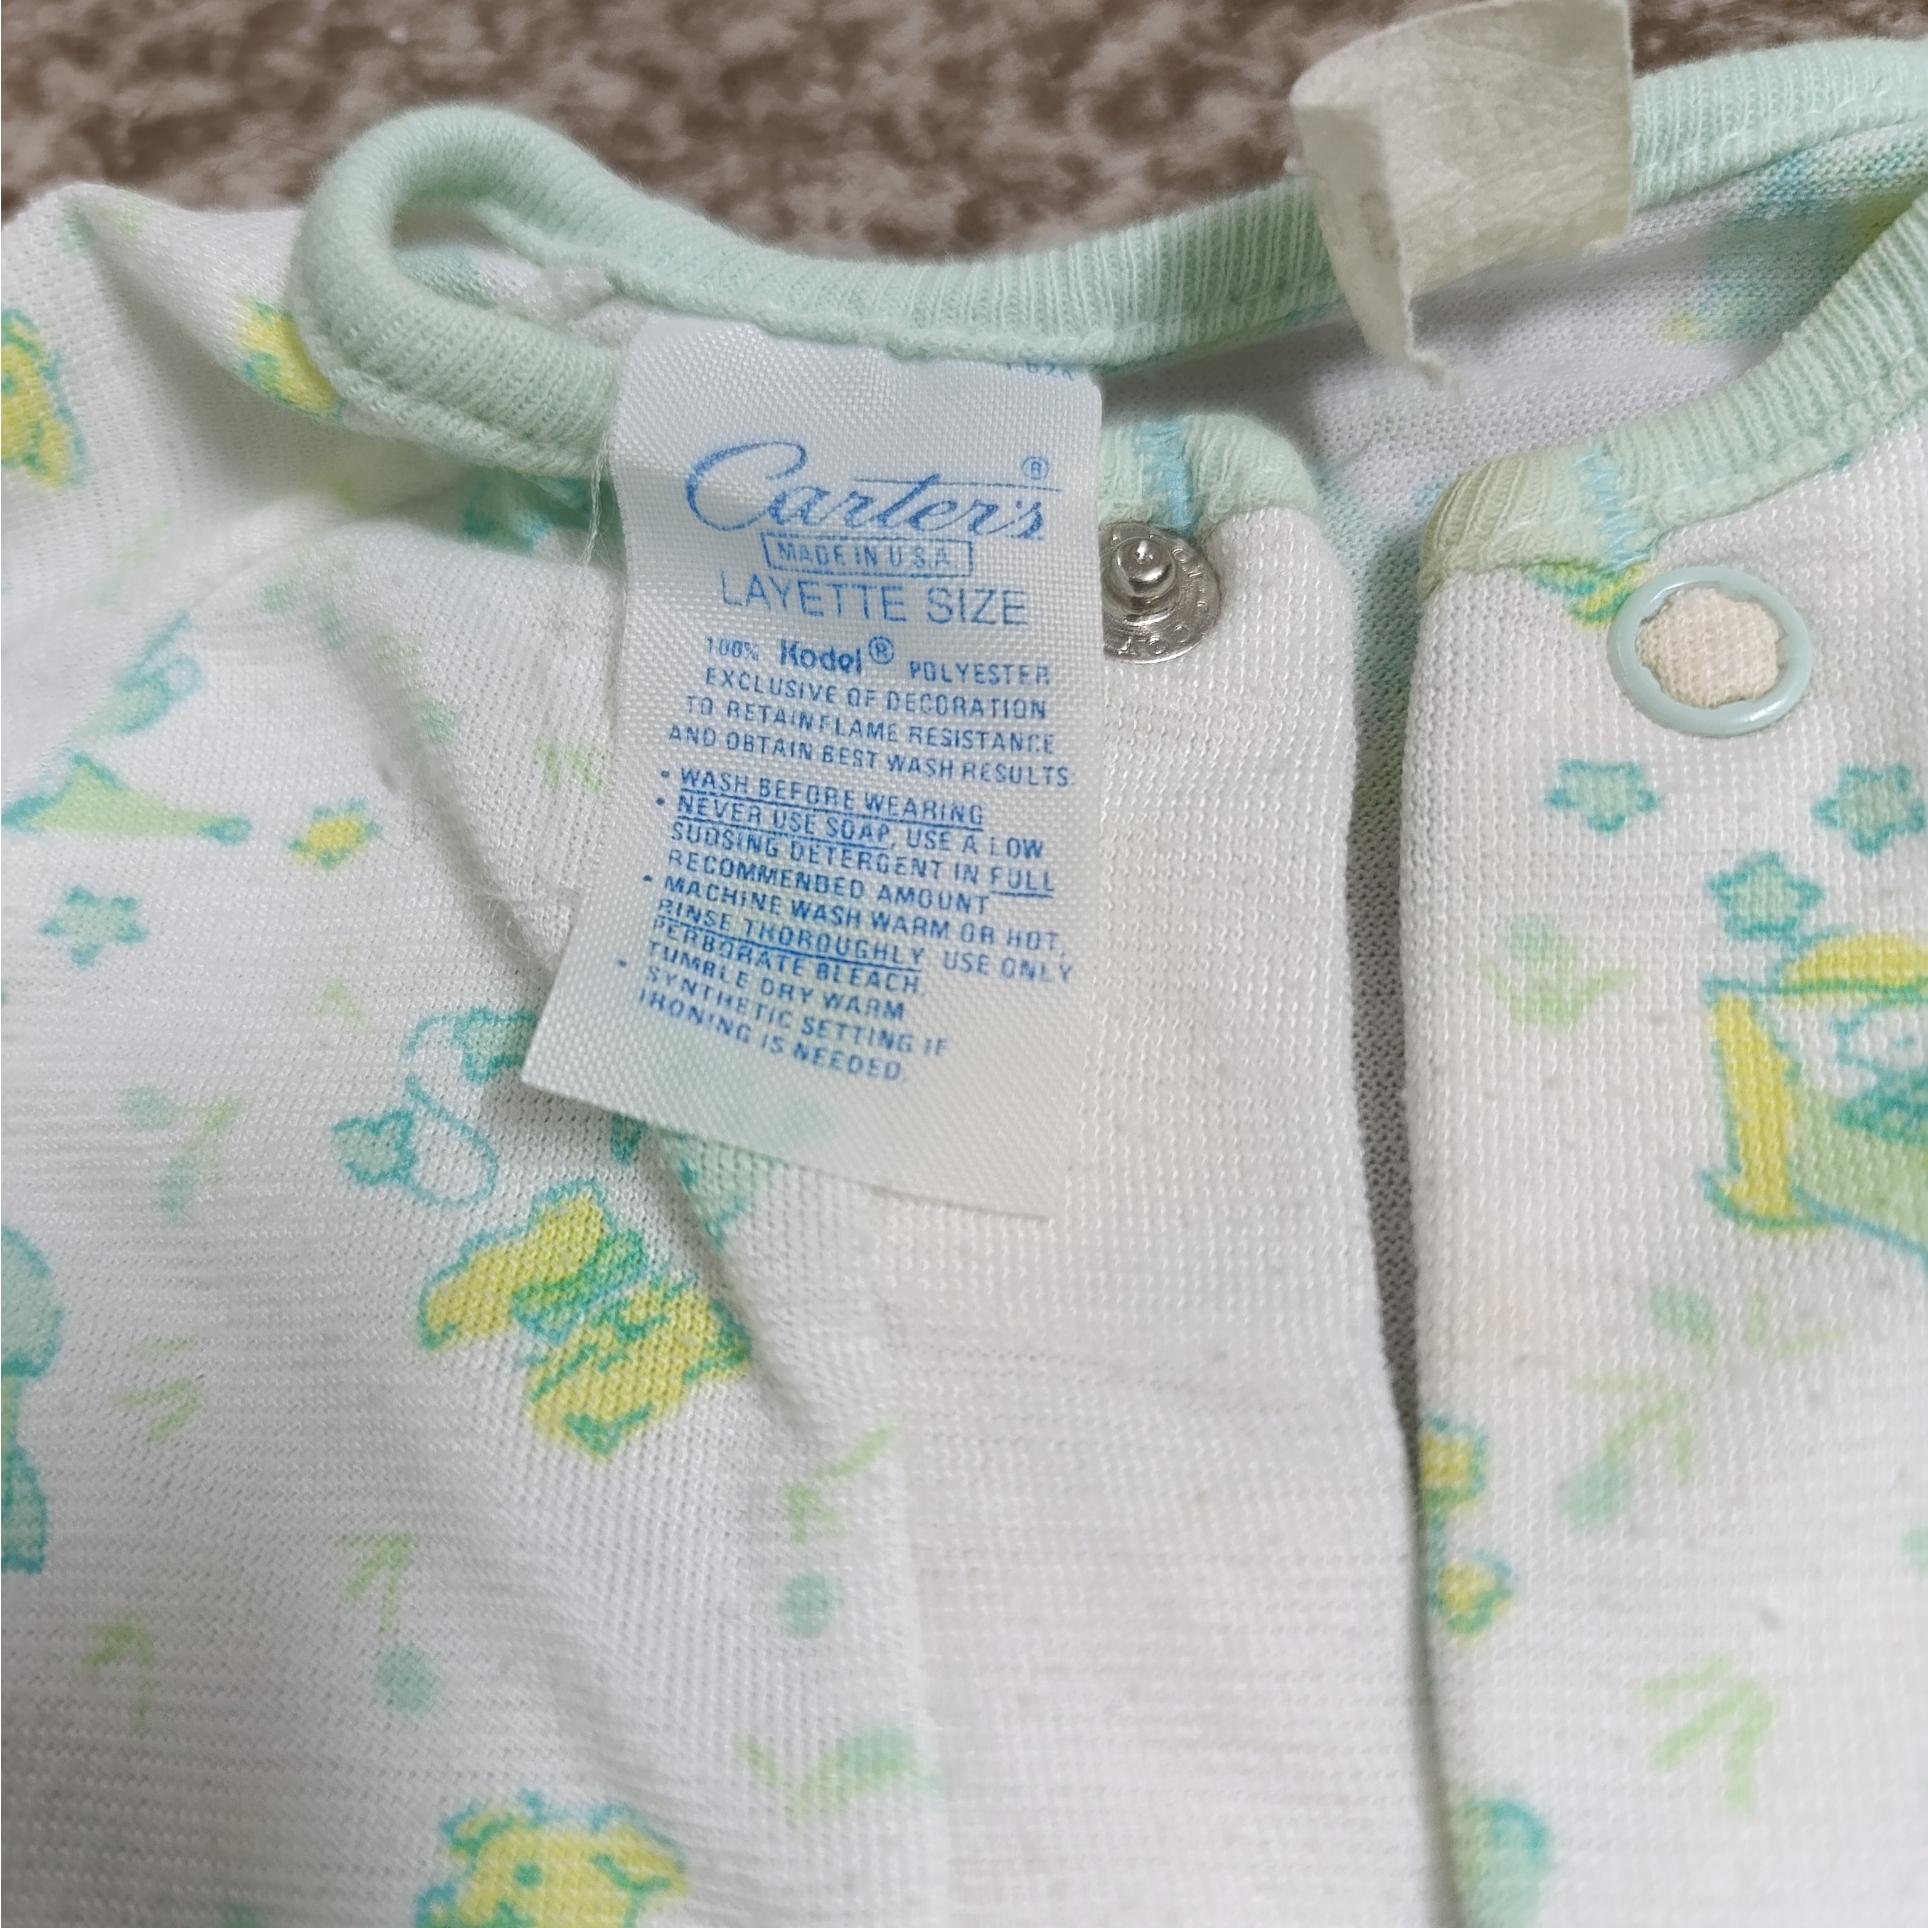 Carter's®
MADE IN U.S.A.
LAYETTE SIZE
100% Kodel® POLYESTER
EXCLUSIVE OF DECORATION
TO RETAIN FLAME RESISTANCE
AND OBTAIN BEST WASH RESULTS
• WASH BEFORE WEARING
• NEVER USE SOAP, USE A LOW
SUDSING DETERGENT IN FULL
RECOMMENDED AMOUNT
• MACHINE WASH WARM OR HOT,
RINSE THOROUGHLY USE ONLY
PERBORATE BLEACH,
TUMBLE DRY WARM
• SYNTHETIC SETTING IF
IRONING IS NEEDED.